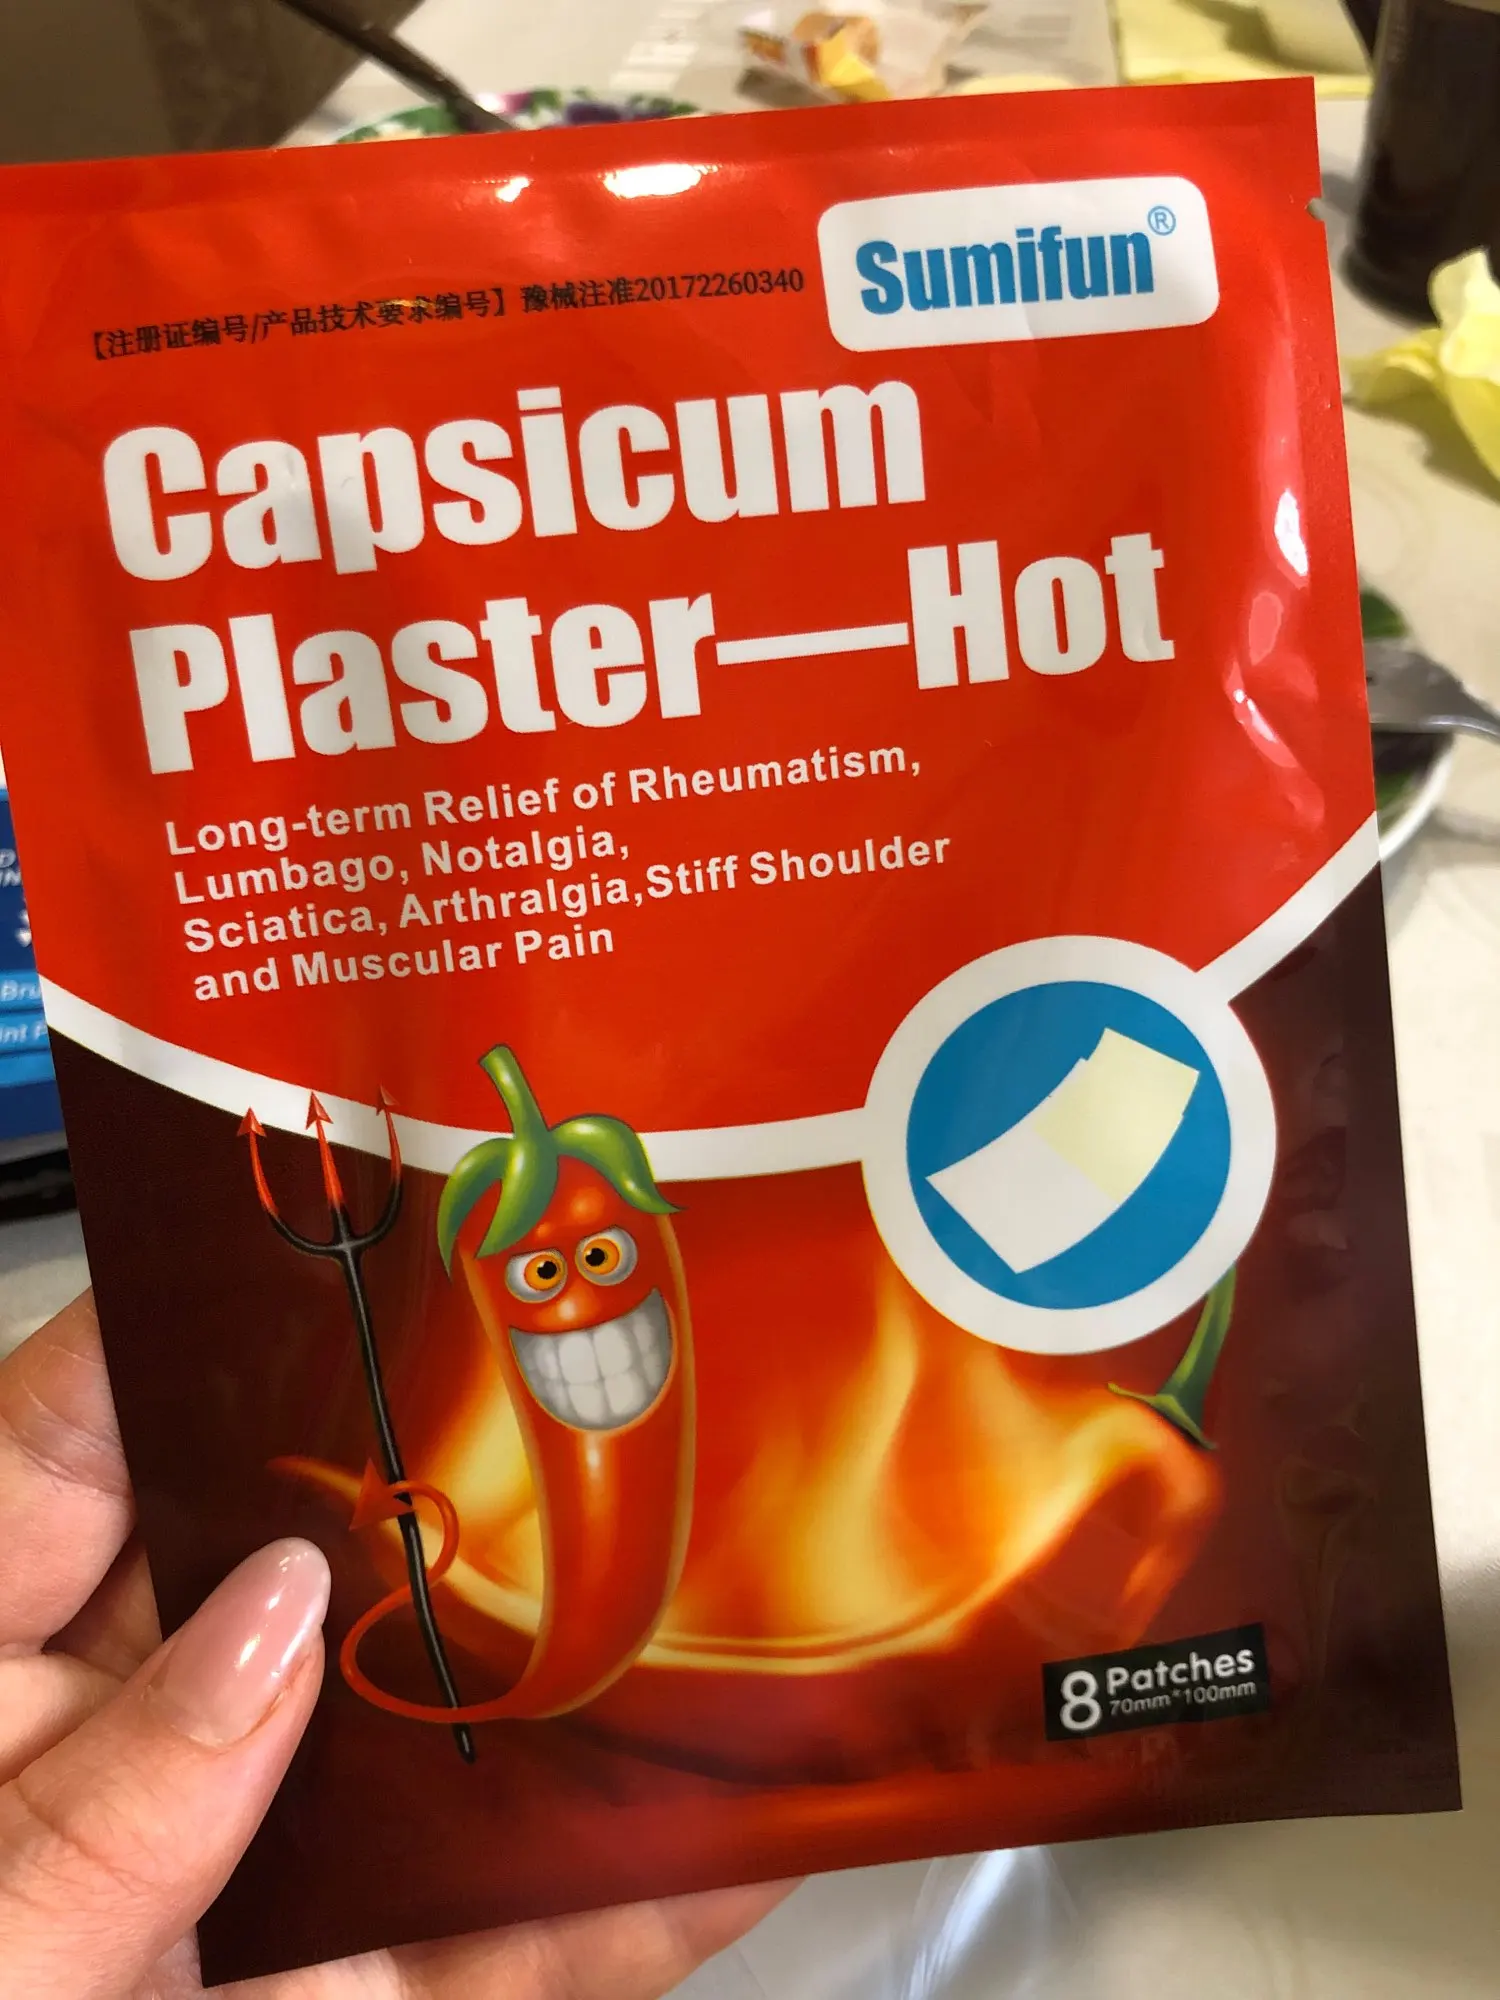 Sumifun®
【注册证编号/产品技术要求编号】豫械注准20172260340
Capsicum
Plaster—Hot
Long-term Relief of Rheumatism,
Lumbago, Notalgia,
Sciatica, Arthralgia,Stiff Shoulder
and Muscular Pain
8 Patches
70mm*100mm